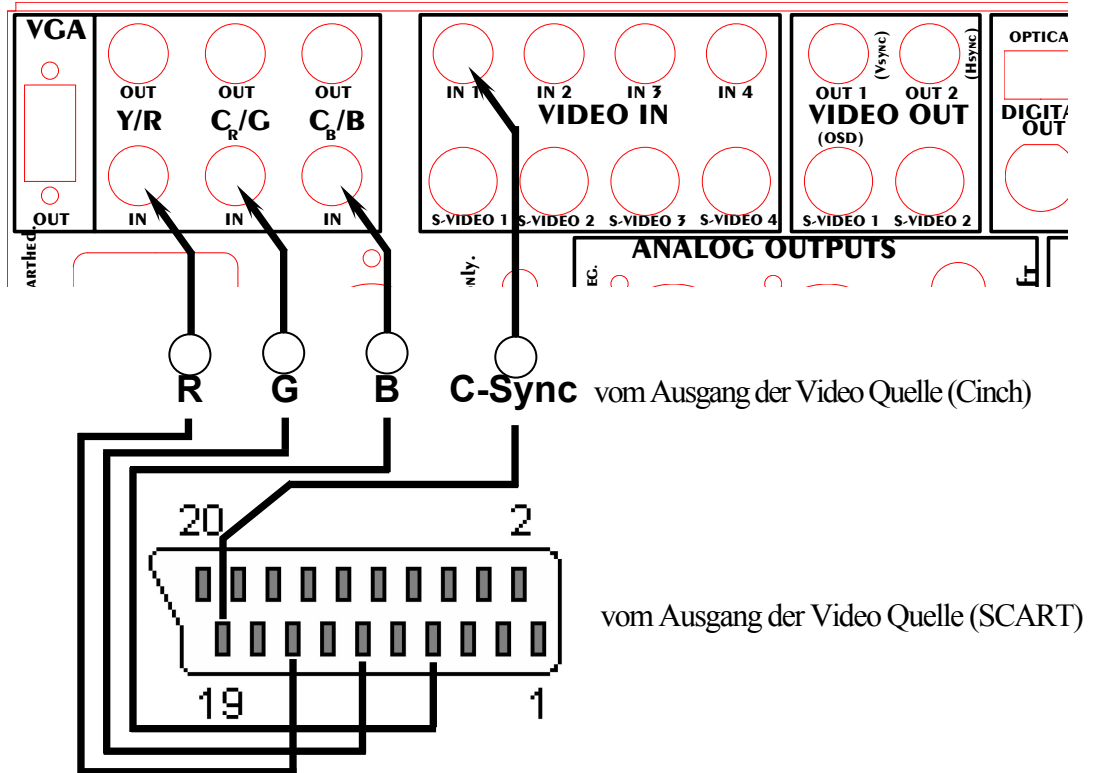 VGA
OUT
OUT
OUT
Y/R
CR/G
CB/B
OUT
IN
IN
IN
IN 1
IN 2
IN 3
IN 4
VIDEO IN
S-VIDEO 1
S-VIDEO 2
S-VIDEO 3
S-VIDEO 4
OUT 1
(Vsync)
OUT 2
(Hsync)
VIDEO OUT
(OSD)
S-VIDEO 1
S-VIDEO 2
OPTICA
DIGITA
OUT
ARTHED.
only.
EG.
ANALOG OUTPUTS
R
G
B
C-Sync
vom Ausgang der Video Quelle (Cinch)
20
2
vom Ausgang der Video Quelle (SCART)
19
1